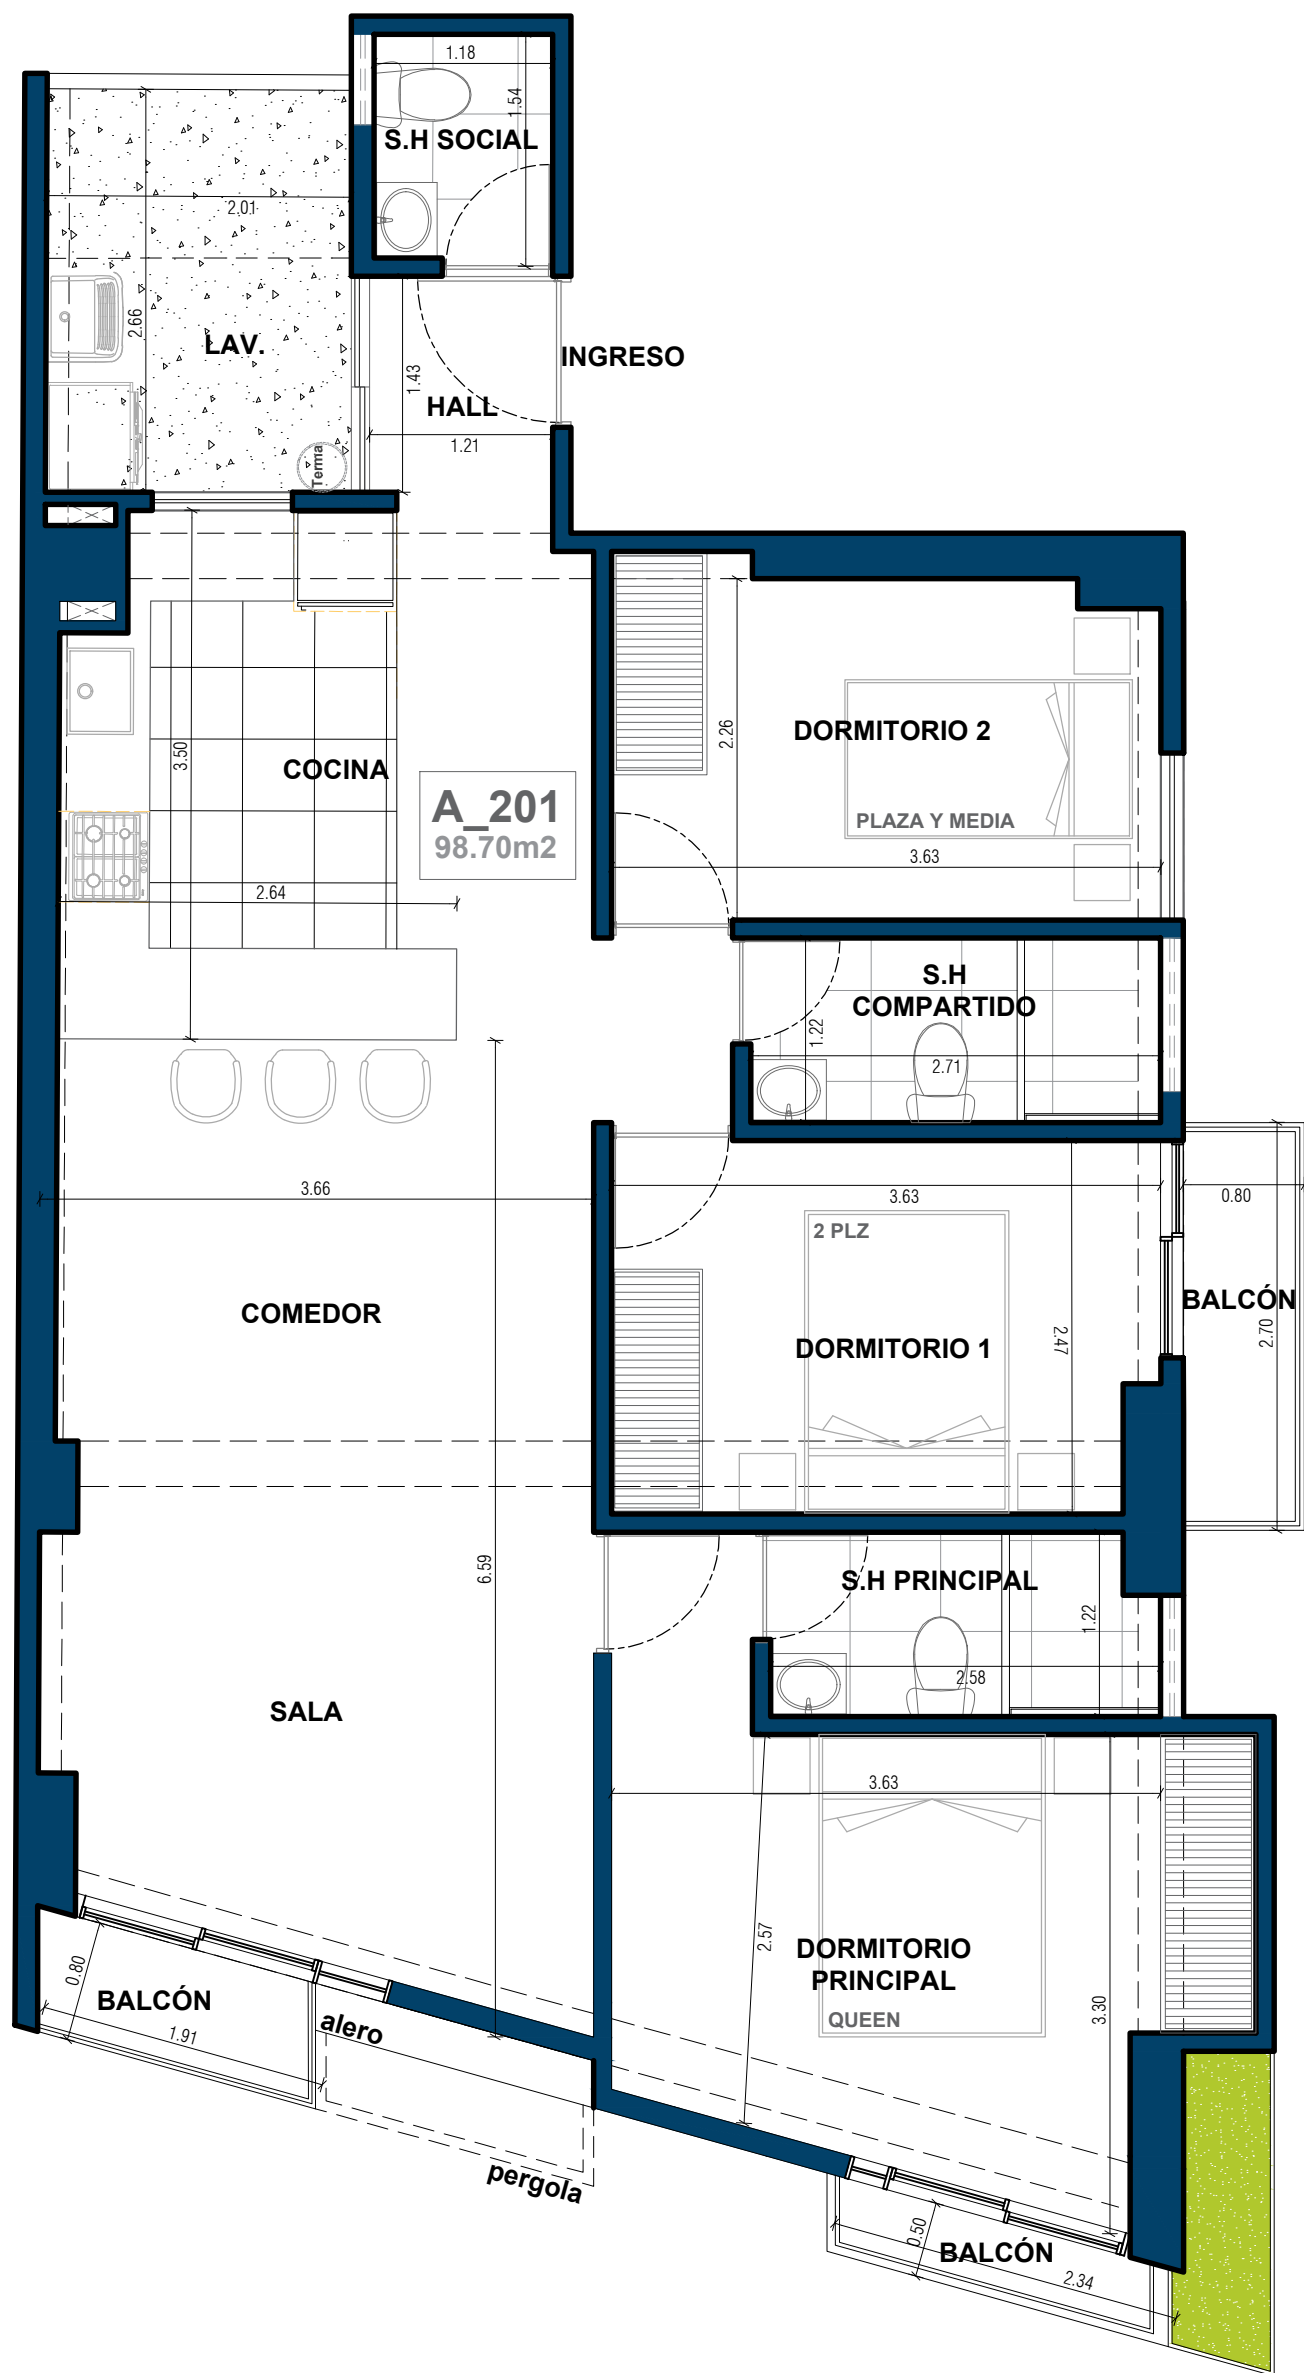 1.18
1.54
S.H SOCIAL
2.01
2.66
LAV.
1.43
INGRESO
HALL
1.21
Terma
3.50
COCINA
A_201
98.70m2
2.64
2.26
DORMITORIO 2
PLAZA Y MEDIA
3.63
S.H
COMPARTIDO
1.22
2.71
3.66
3.63
0.80
2 PLZ
COMEDOR
BALCÓN
2.70
DORMITORIO 1
2.47
6.59
S.H PRINCIPAL
1.22
2.58
SALA
3.63
2.57
DORMITORIO
PRINCIPAL
QUEEN
3.30
0.80
BALCÓN
1.91
alero
pergola
0.50
BALCÓN
2.34